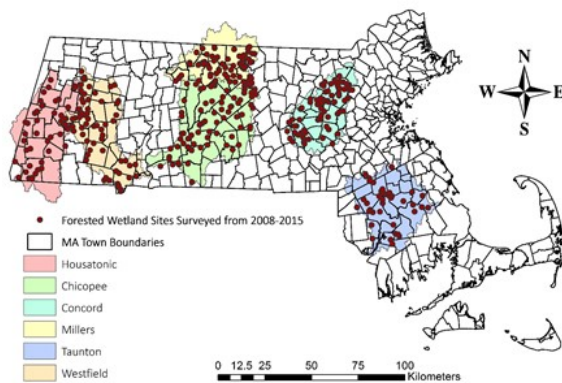 N
W E
S
Forested Wetland Sites Surveyed from 2008-2015
MA Town Boundaries
Housatonic
Chicopee
Concord
Millers
Taunton
Westfield
0 12.5 25 50 75 100
Kilometers